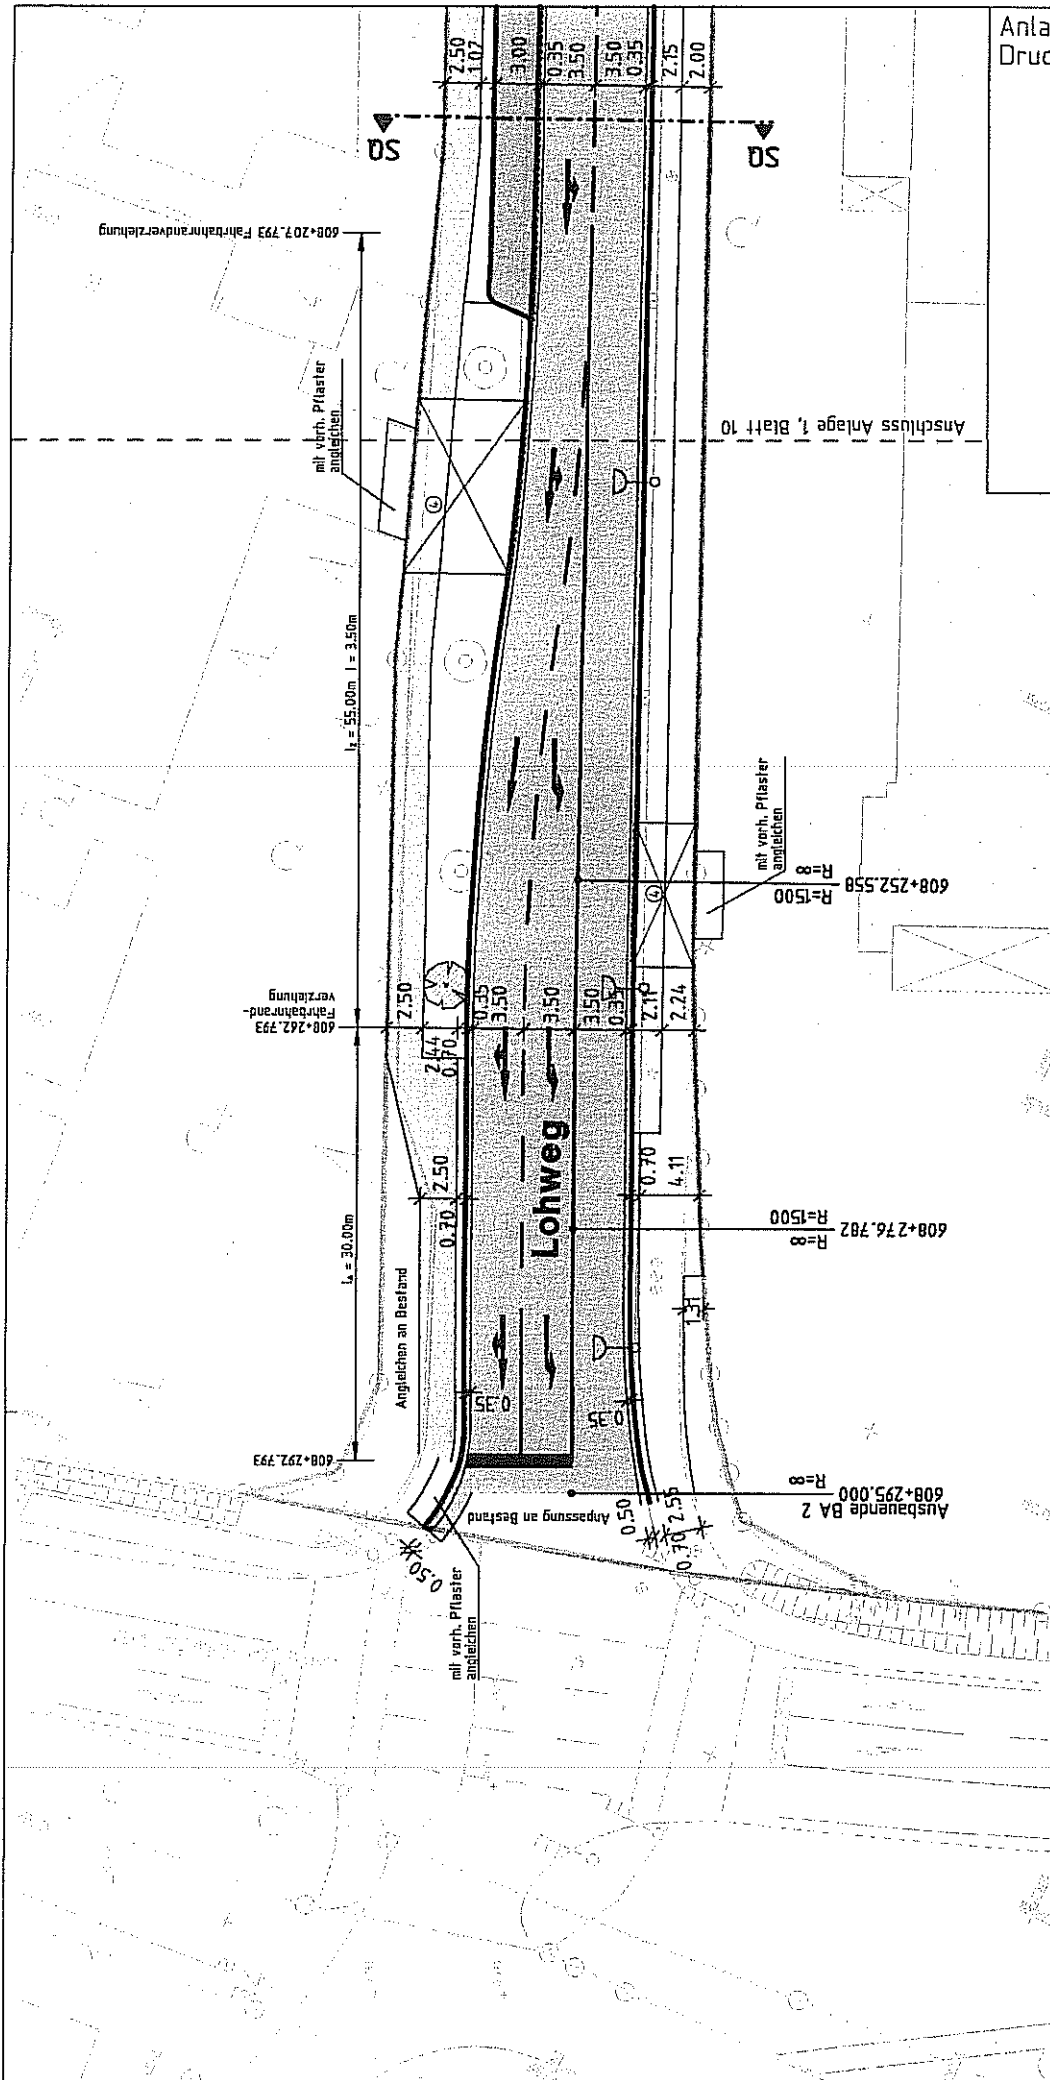 Anla
Druc
2.50
1.07
3.00
0.35
3.50
3.50
0.35
2.15
2.00
SQ
SQ
608+207.793 Fahrbahnrandverziehung
mit vorh. Pflaster
angleichen
4
Anschluss Anlage 1, Blatt 10
l₂ = 55.00m i = 3.50m
mit vorh. Pflaster
angleichen
4
R=∞
608+252.558
R=1500
608+262.793
Fahrbahnrand-
verziehung
2.50
2.44
0.70
0.35
3.50
3.50
3.50
0.35
2.24
Lohweg
2.50
0.70
0.70
4.11
R=1500
608+276.782
R=∞
lₐ = 30.00m
Angleichen an Bestand
1.37
0.35
0.35
608+292.793
Ausbauende BA 2
608+295.000
R=∞
Anpassung an Bestand
0.50
0.50
2.55
0.70
mit vorh. Pflaster
angleichen